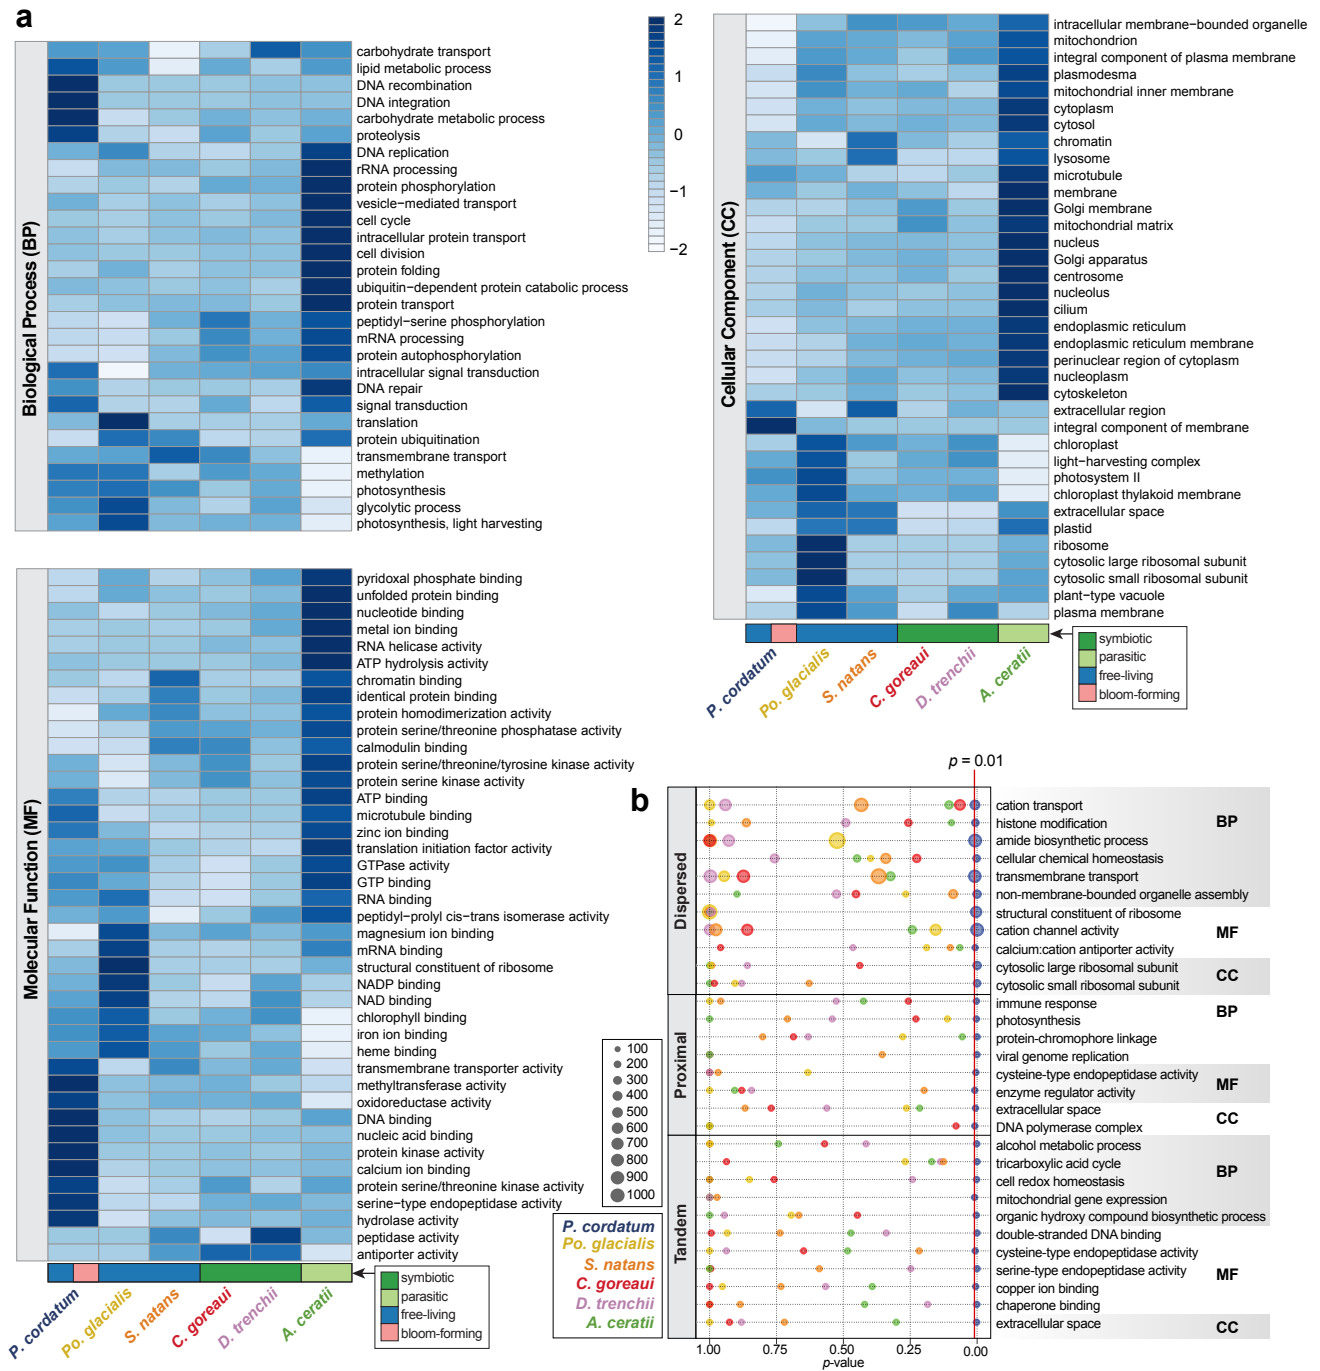 a
Biological Process (BP)
carbohydrate transport
lipid metabolic process
DNA recombination
DNA integration
carbohydrate metabolic process
proteolysis
DNA replication
rRNA processing
protein phosphorylation
vesicle−mediated transport
cell cycle
intracellular protein transport
cell division
protein folding
ubiquitin−dependent protein catabolic process
protein transport
peptidyl−serine phosphorylation
mRNA processing
protein autophosphorylation
intracellular signal transduction
DNA repair
signal transduction
translation
protein ubiquitination
transmembrane transport
methylation
photosynthesis
glycolytic process
photosynthesis, light harvesting
2
1
0
−1
−2
Molecular Function (MF)
pyridoxal phosphate binding
unfolded protein binding
nucleotide binding
metal ion binding
RNA helicase activity
ATP hydrolysis activity
chromatin binding
identical protein binding
protein homodimerization activity
protein serine/threonine phosphatase activity
calmodulin binding
protein serine/threonine/tyrosine kinase activity
protein serine kinase activity
ATP binding
microtubule binding
zinc ion binding
translation initiation factor activity
GTPase activity
GTP binding
RNA binding
peptidyl−prolyl cis−trans isomerase activity
magnesium ion binding
mRNA binding
structural constituent of ribosome
NADP binding
NAD binding
chlorophyll binding
iron ion binding
heme binding
transmembrane transporter activity
methyltransferase activity
oxidoreductase activity
DNA binding
nucleic acid binding
protein kinase activity
calcium ion binding
protein serine/threonine kinase activity
serine−type endopeptidase activity
hydrolase activity
peptidase activity
antiporter activity
P. cordatum
Po. glacialis
S. natans
C. goreaui
D. trenchii
A. ceratii
symbiotic
parasitic
free-living
bloom-forming
Cellular Component (CC)
intracellular membrane−bounded organelle
mitochondrion
integral component of plasma membrane
plasmodesma
mitochondrial inner membrane
cytoplasm
cytosol
chromatin
lysosome
microtubule
membrane
Golgi membrane
mitochondrial matrix
nucleus
Golgi apparatus
centrosome
nucleolus
cilium
endoplasmic reticulum
endoplasmic reticulum membrane
perinuclear region of cytoplasm
nucleoplasm
cytoskeleton
extracellular region
integral component of membrane
chloroplast
light−harvesting complex
photosystem II
chloroplast thylakoid membrane
extracellular space
plastid
ribosome
cytosolic large ribosomal subunit
cytosolic small ribosomal subunit
plant−type vacuole
plasma membrane
P. cordatum
Po. glacialis
S. natans
C. goreaui
D. trenchii
A. ceratii
symbiotic
parasitic
free-living
bloom-forming
b
p = 0.01
Dispersed
cation transport
histone modification
BP
amide biosynthetic process
cellular chemical homeostasis
transmembrane transport
non-membrane-bounded organelle assembly
structural constituent of ribosome
cation channel activity
MF
calcium:cation antiporter activity
cytosolic large ribosomal subunit
CC
cytosolic small ribosomal subunit
Proximal
immune response
BP
photosynthesis
protein-chromophore linkage
viral genome replication
cysteine-type endopeptidase activity
MF
enzyme regulator activity
extracellular space
CC
DNA polymerase complex
Tandem
alcohol metabolic process
tricarboxylic acid cycle
BP
cell redox homeostasis
mitochondrial gene expression
organic hydroxy compound biosynthetic process
double-stranded DNA binding
cysteine-type endopeptidase activity
serine-type endopeptidase activity
MF
copper ion binding
chaperone binding
extracellular space
CC
1.00
0.75
0.50
0.25
0.00
p-value
100
200
300
400
500
600
700
800
900
1000
P. cordatum
Po. glacialis
S. natans
C. goreaui
D. trenchii
A. ceratii